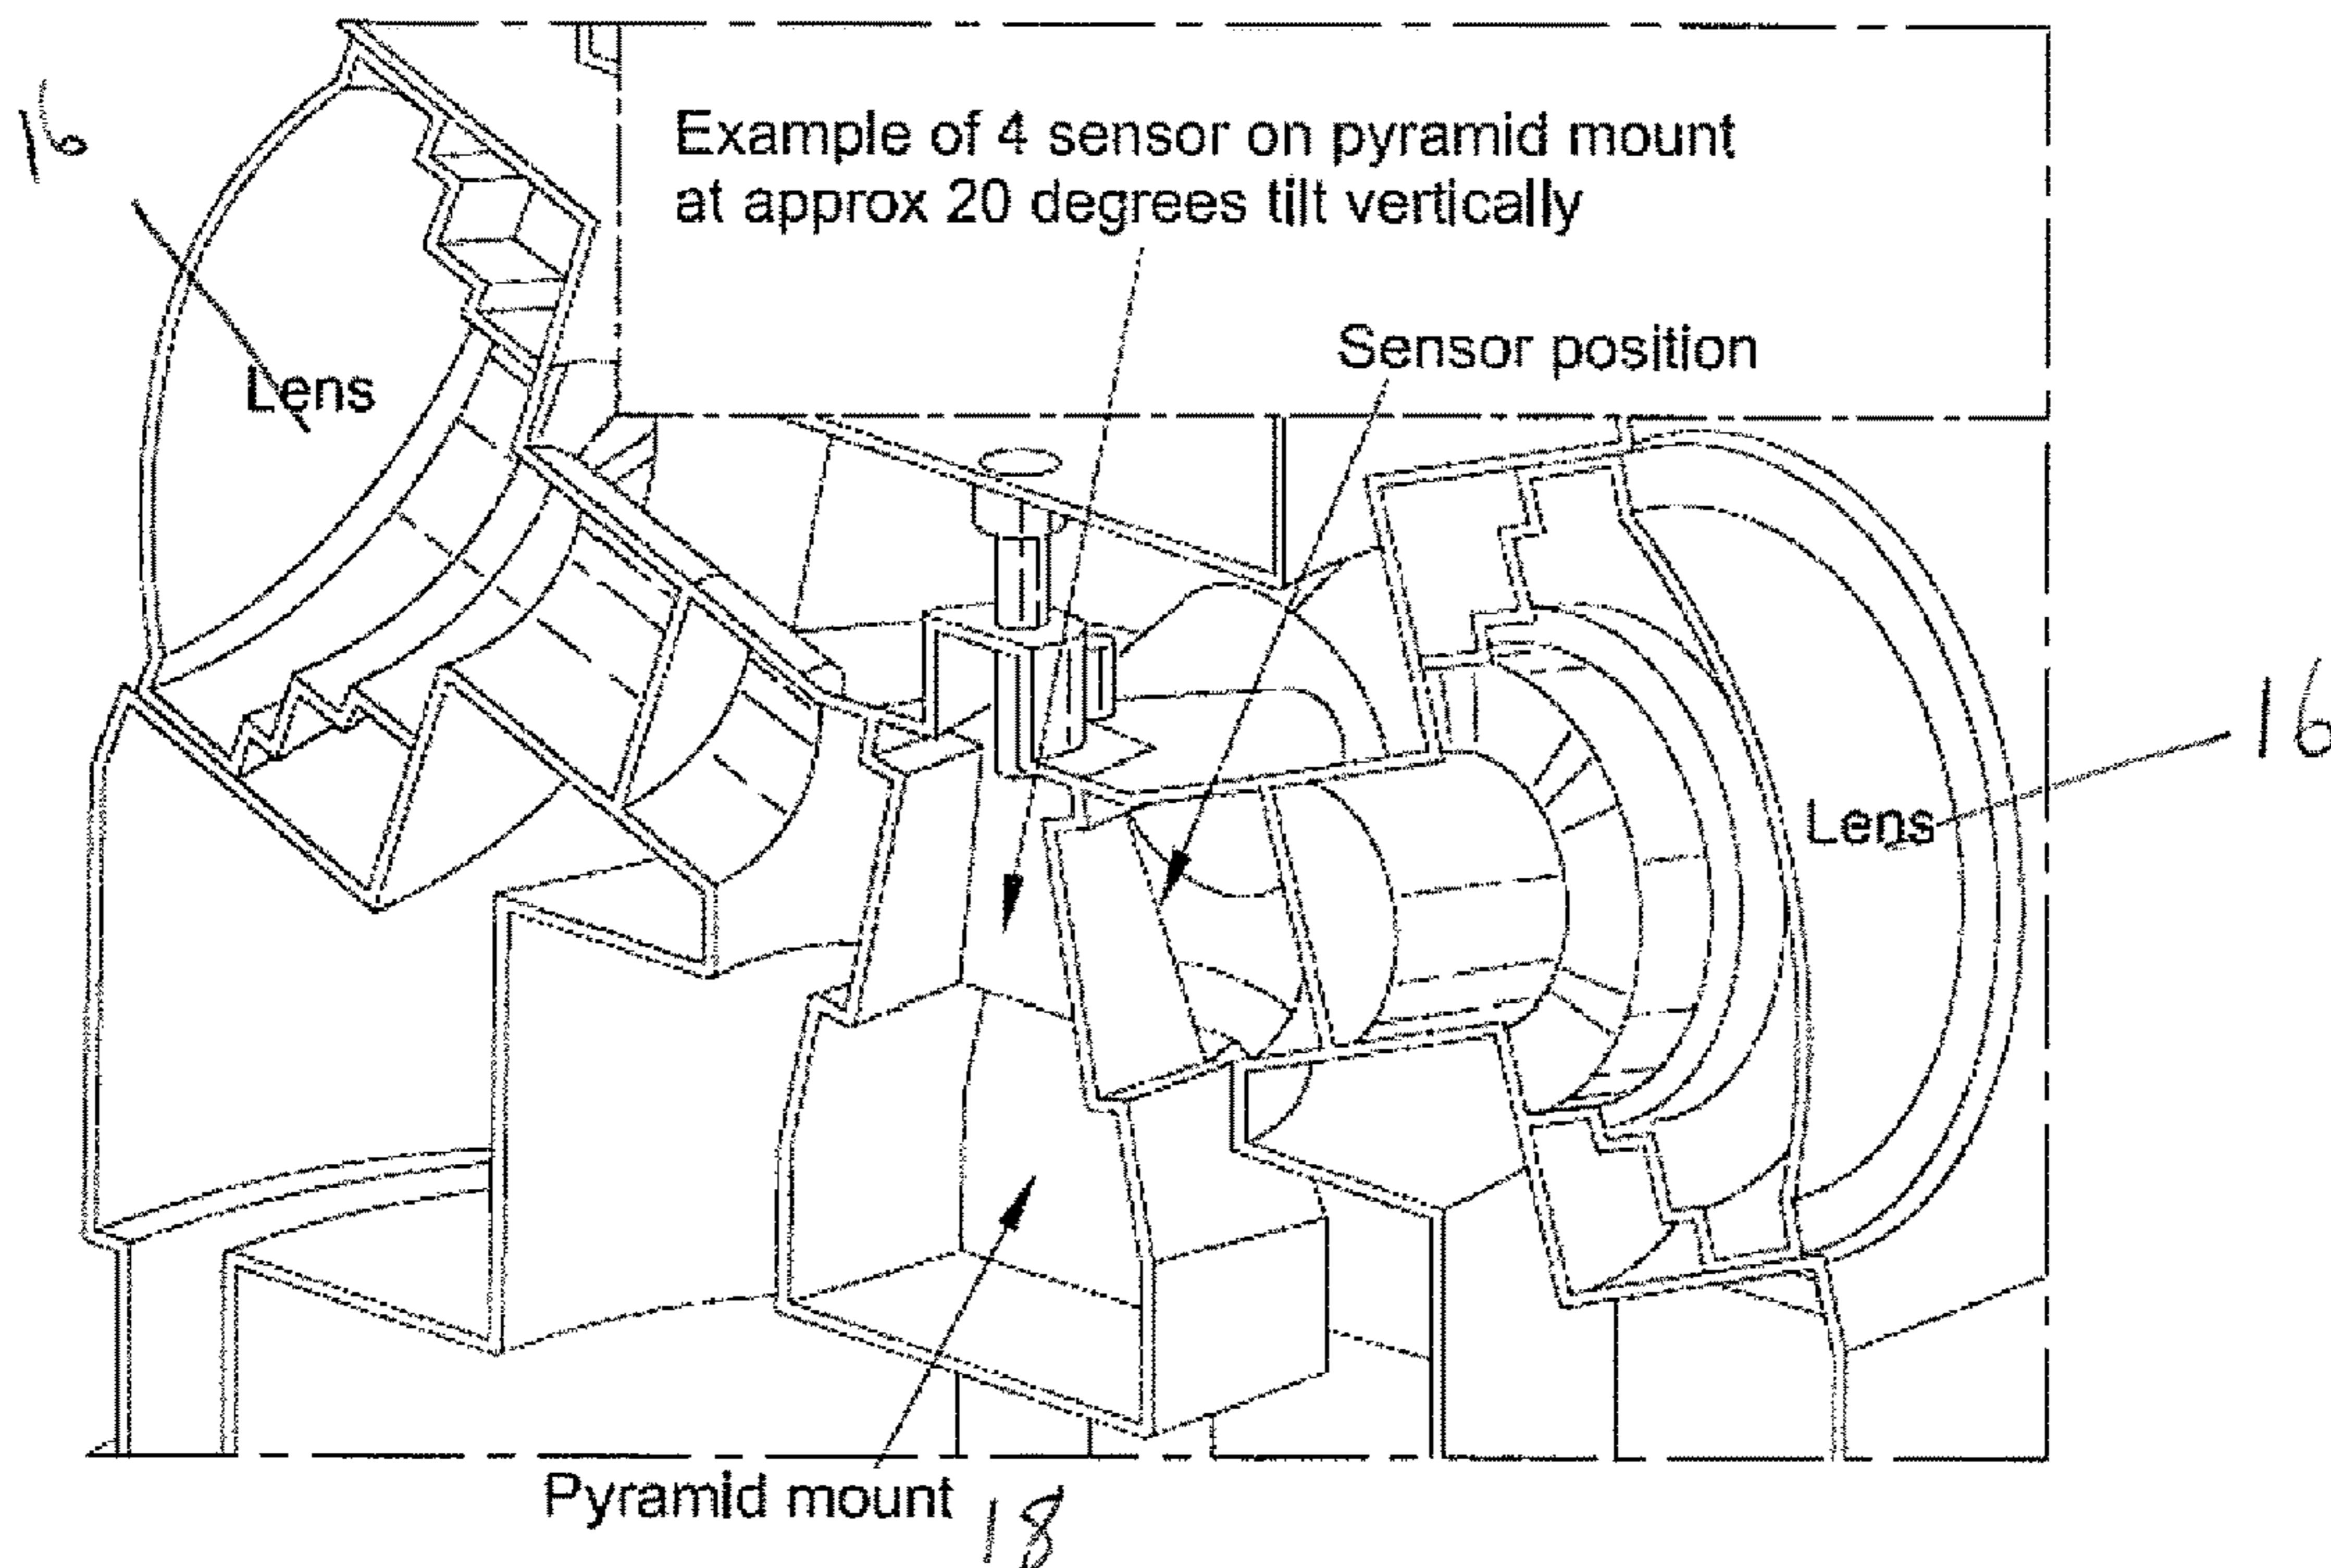 16
Example of 4 sensor on pyramid mount
at approx 20 degrees tilt vertically
Sensor position
Lens
16
Lens
Pyramid mount 18